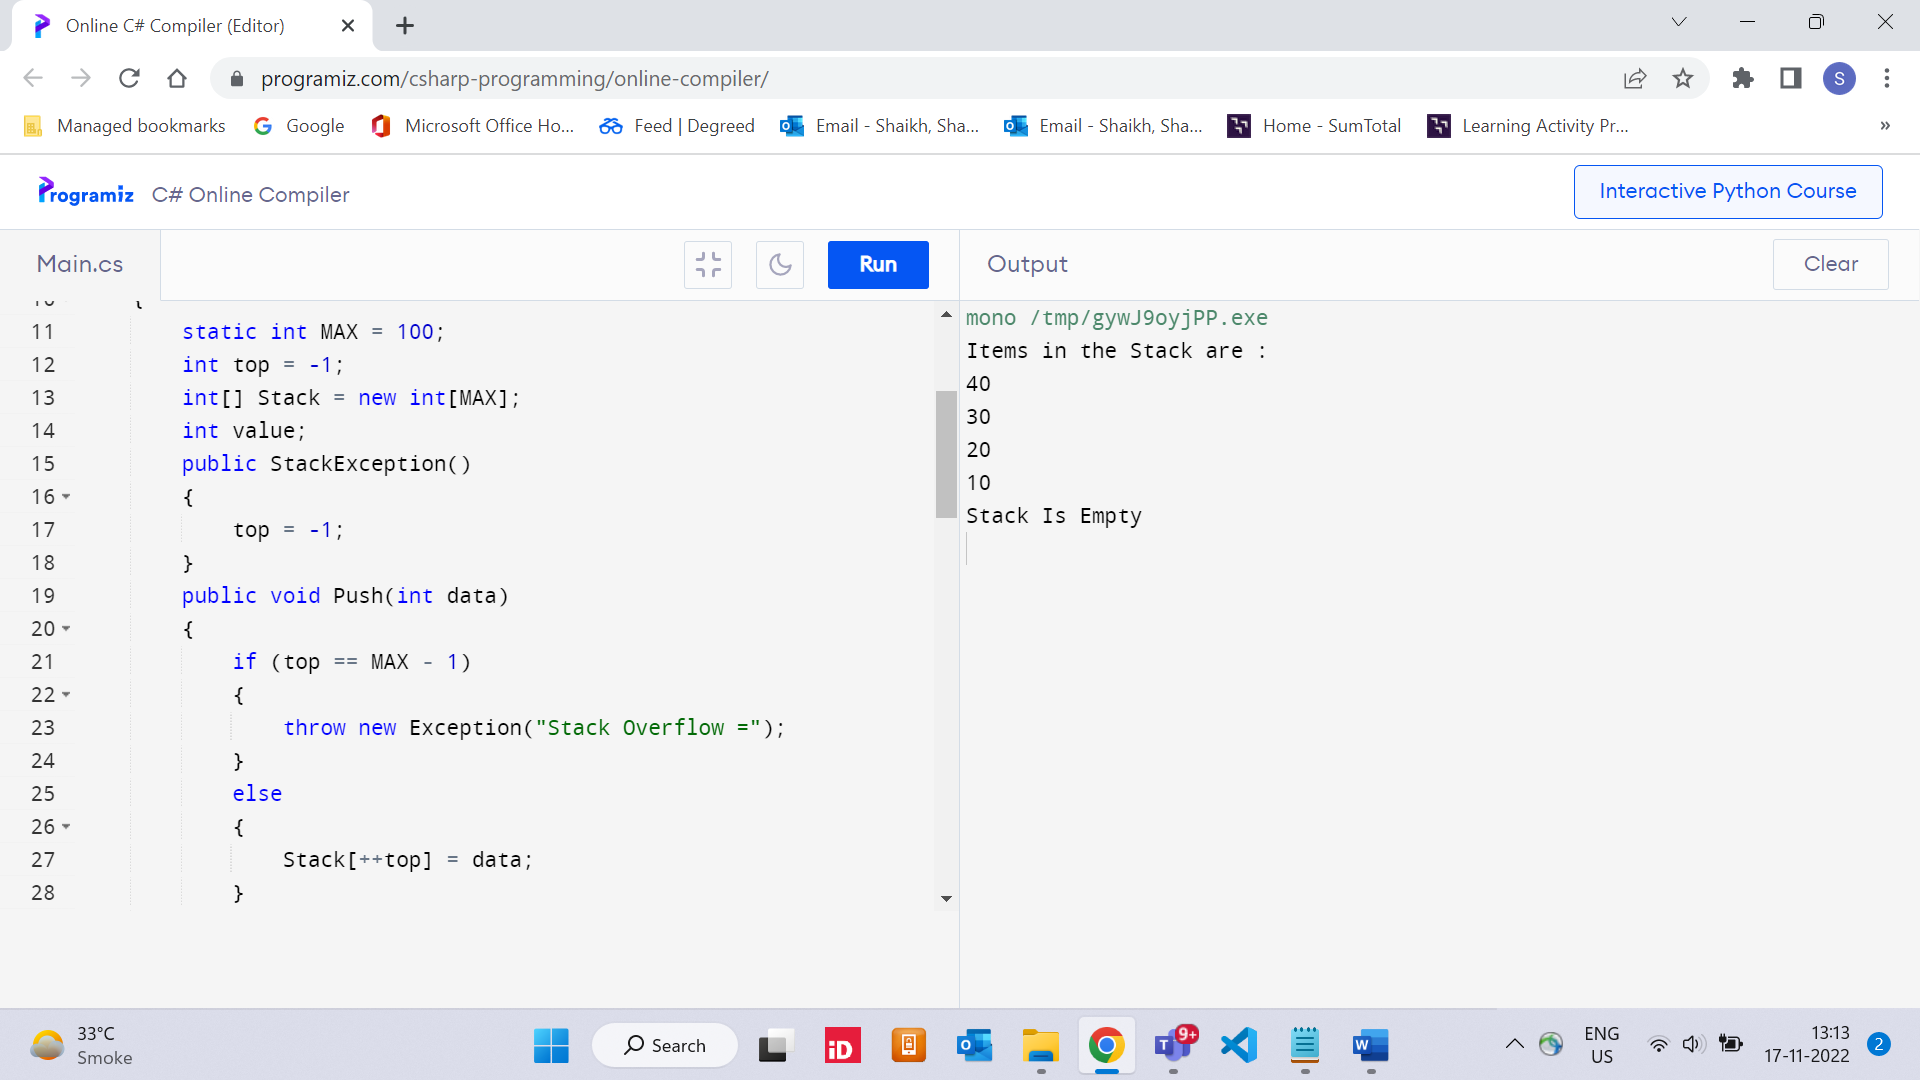 Online C# Compiler (Editor)
programiz.com/csharp-programming/online-compiler/
S
Managed bookmarks
Google
Microsoft Office Ho...
Feed | Degreed
Email - Shaikh, Sha...
Email - Shaikh, Sha...
Home - SumTotal
Learning Activity Pr...
»
Programiz C# Online Compiler
Interactive Python Course
Main.cs
Run
Output
Clear
10 {
11 static int MAX = 100;
12 int top = -1;
13 int[] Stack = new int[MAX];
14 int value;
15 public StackException()
16 {
17 top = -1;
18 }
19 public void Push(int data)
20 {
21 if (top == MAX - 1)
22 {
23 throw new Exception("Stack Overflow =");
24 }
25 else
26 {
27 Stack[++top] = data;
28 }
mono /tmp/gywJ9oyjPP.exe
Items in the Stack are :
40
30
20
10
Stack Is Empty
33°C
Smoke
Search
iD
O
T
9+
W
ENG
US
13:13
17-11-2022
2